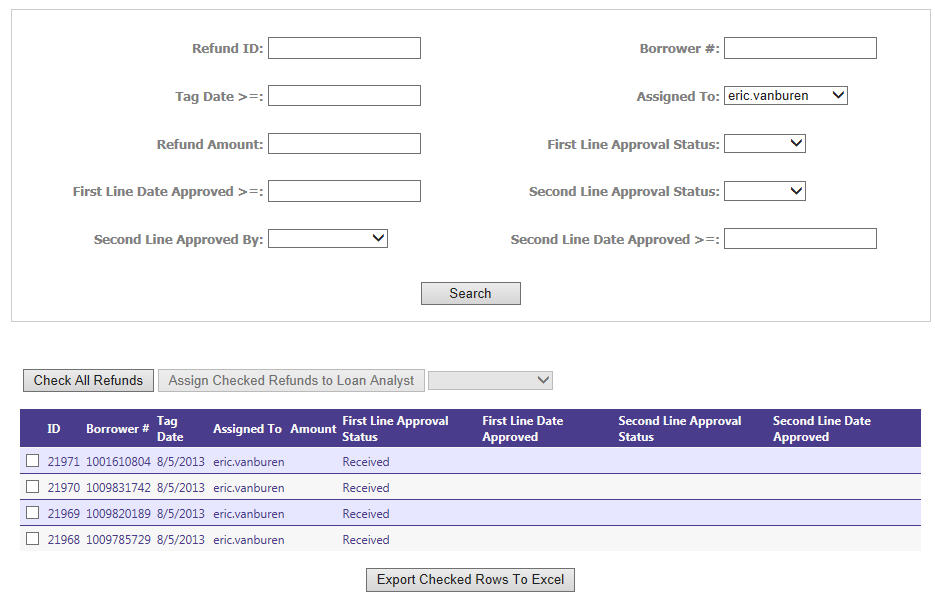 Refund ID: Borrower #:
Tag Date >=: Assigned To: eric.vanburen
Refund Amount: First Line Approval Status:
First Line Date Approved >=: Second Line Approval Status:
Second Line Approved By: Second Line Date Approved >=:
Search
Check All Refunds Assign Checked Refunds to Loan Analyst
ID Borrower # Tag Date Assigned To Amount First Line Approval Status First Line Date Approved Second Line Approval Status Second Line Date Approved
21971 1001610804 8/5/2013 eric.vanburen Received
21970 1009831742 8/5/2013 eric.vanburen Received
21969 1009820189 8/5/2013 eric.vanburen Received
21968 1009785729 8/5/2013 eric.vanburen Received
Export Checked Rows To Excel